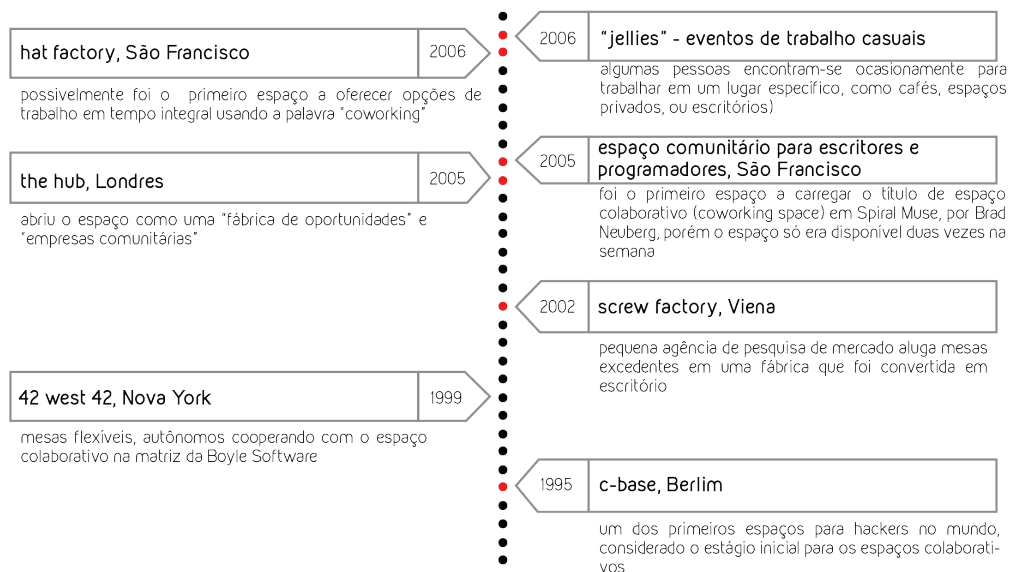 hat factory, São Francisco
2006
possivelmente foi o primeiro espaço a oferecer opções de
trabalho em tempo integral usando a palavra "coworking"
2006
"jellies" - eventos de trabalho casuais
algumas pessoas encontram-se ocasionamente para
trabalhar em um lugar específico, como cafés, espaços
privados, ou escritórios)
the hub, Londres
2005
abriu o espaço como uma "fábrica de oportunidades" e
"empresas comunitárias"
2005
espaço comunitário para escritores e
programadores, São Francisco
foi o primeiro espaço a carregar o título de espaço
colaborativo (coworking space) em Spiral Muse, por Brad
Neuberg, porém o espaço só era disponível duas vezes na
semana
2002
screw factory, Viena
pequena agência de pesquisa de mercado aluga mesas
excedentes em uma fábrica que foi convertida em
escritório
42 west 42, Nova York
1999
mesas flexíveis, autônomos cooperando com o espaço
colaborativo na matriz da Boyle Software
1995
c-base, Berlim
um dos primeiros espaços para hackers no mundo,
considerado o estágio inicial para os espaços colaborati-
vos